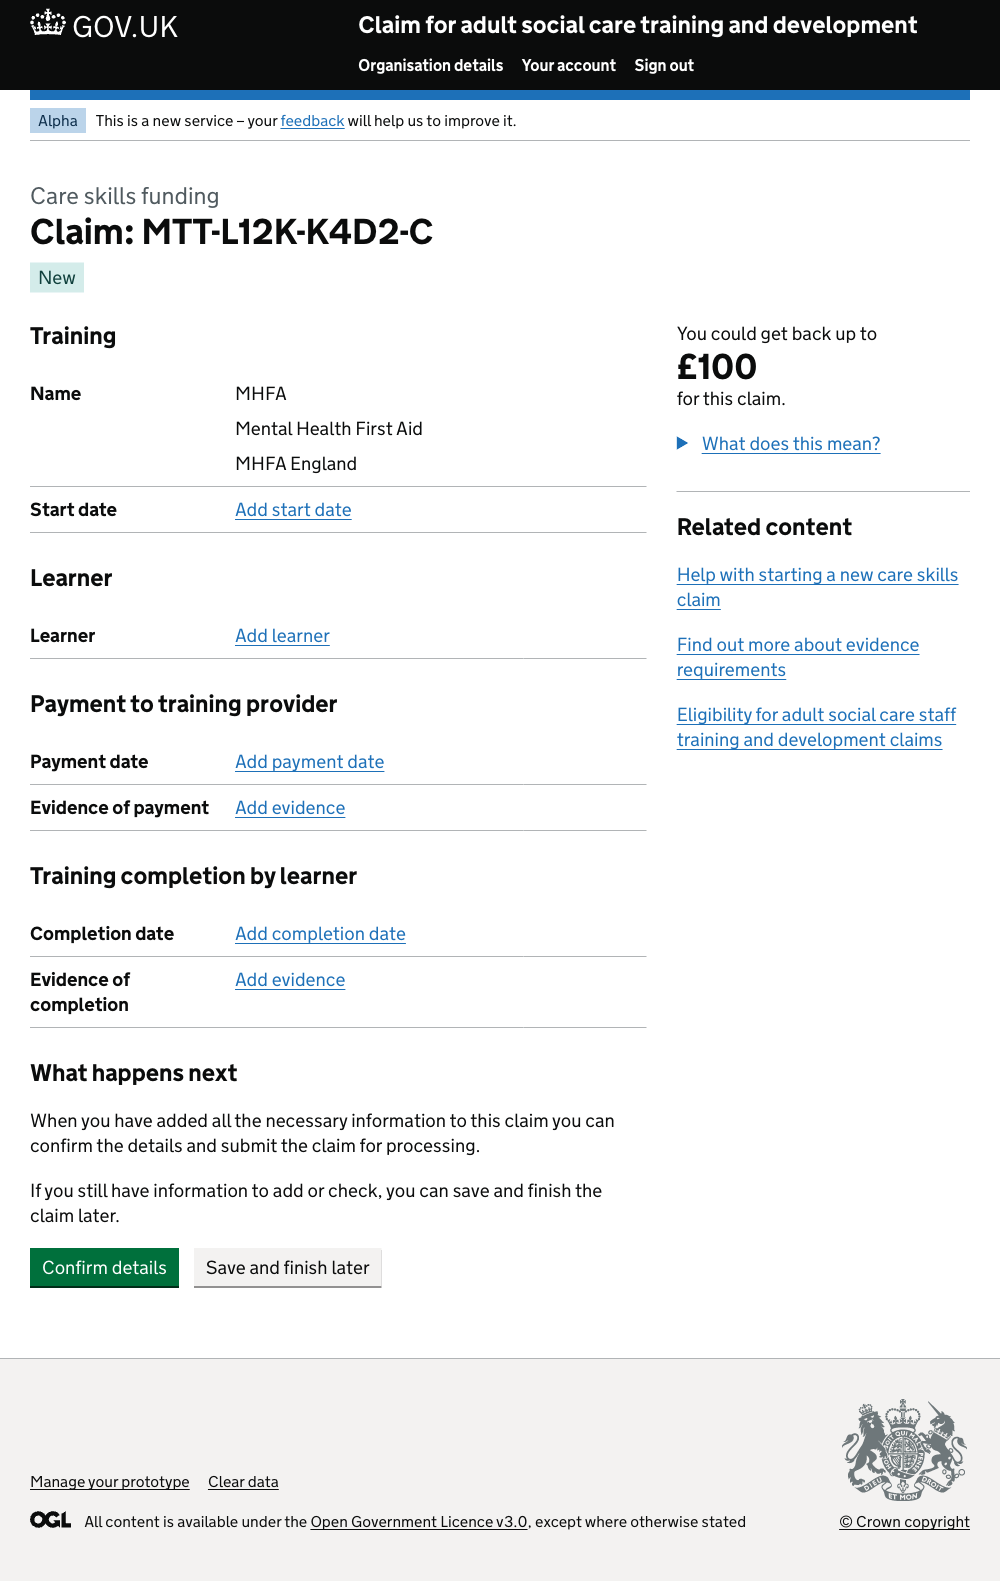 GOV.UK
Claim for adult social care training and development
Organisation details Your account Sign out
Alpha This is a new service – your feedback will help us to improve it.
Care skills funding
Claim: MTT-L12K-K4D2-C
New
Training
Name MHFA
Mental Health First Aid
MHFA England
Start date Add start date
Learner
Learner Add learner
Payment to training provider
Payment date Add payment date
Evidence of payment Add evidence
Training completion by learner
Completion date Add completion date
Evidence of Add evidence
completion
What happens next
When you have added all the necessary information to this claim you can
confirm the details and submit the claim for processing.
If you still have information to add or check, you can save and finish the
claim later.
Confirm details Save and finish later
You could get back up to
£100
for this claim.
What does this mean?
Related content
Help with starting a new care skills
claim
Find out more about evidence
requirements
Eligibility for adult social care staff
training and development claims
Manage your prototype Clear data
OGL All content is available under the Open Government Licence v3.0, except where otherwise stated
© Crown copyright